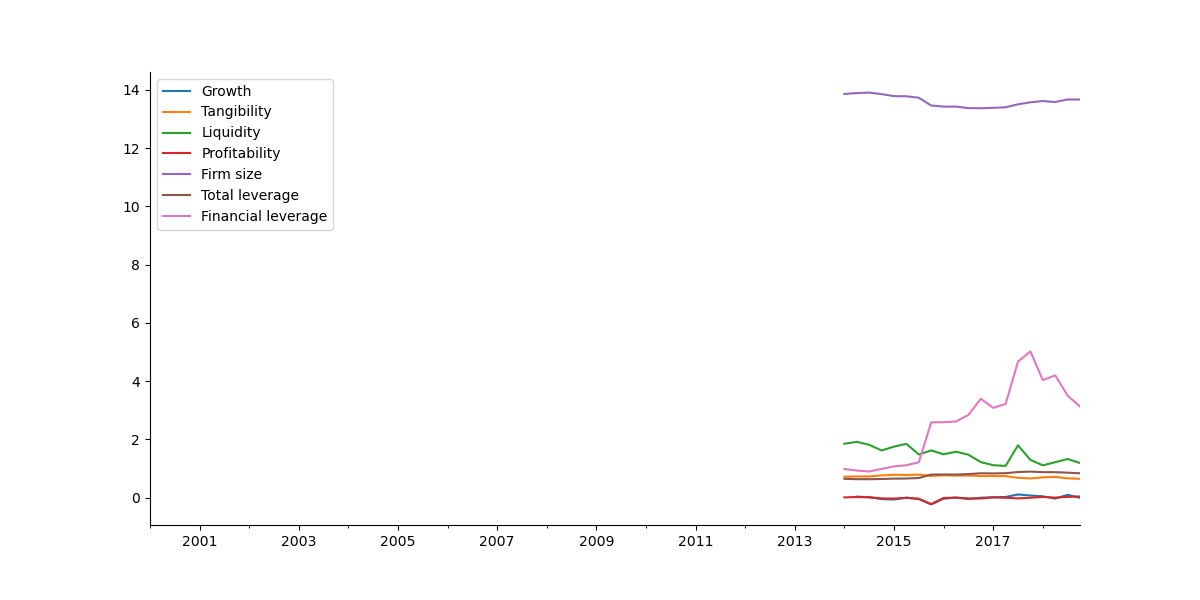 14
12
10
8
6
4
2
0
Growth
Tangibility
Liquidity
Profitability
Firm size
Total leverage
Financial leverage
2001 2003 2005 2007 2009 2011 2013 2015 2017